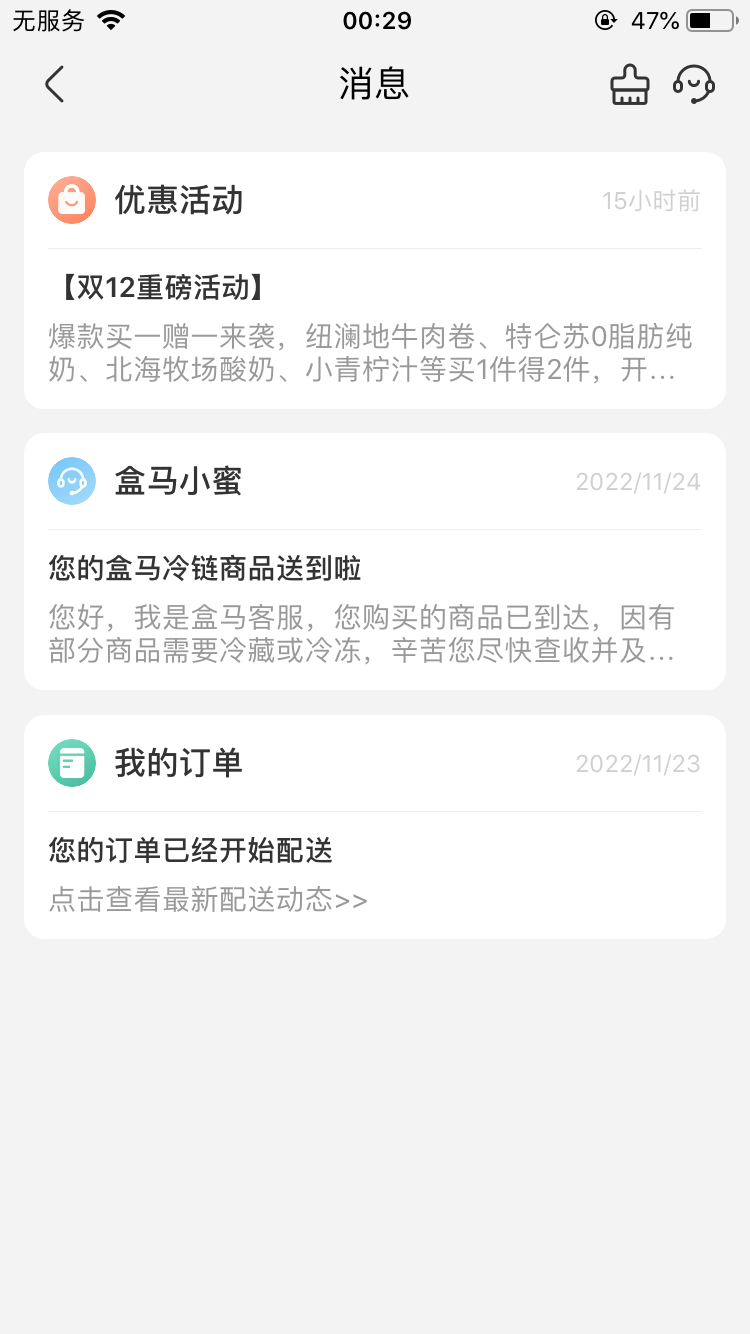 无服务 00:29 47%
消息
优惠活动 15小时前
【双12重磅活动】
爆款买一赠一来袭，纽澜地牛肉卷、特仑苏0脂肪纯
奶、北海牧场酸奶、小青柠汁等买1件得2件，开...
盒马小蜜 2022/11/24
您的盒马冷链商品送到啦
您好，我是盒马客服，您购买的商品已到达，因有
部分商品需要冷藏或冷冻，辛苦您尽快查收并及...
我的订单 2022/11/23
您的订单已经开始配送
点击查看最新配送动态>>